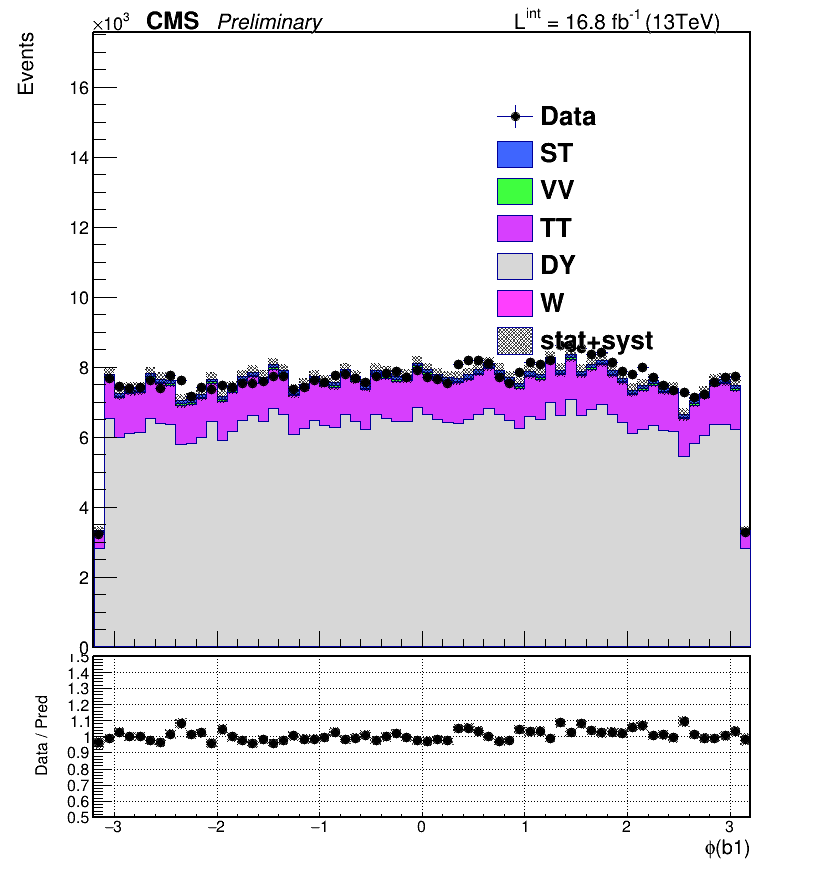 ×10³ CMS Preliminary L^int = 16.8 fb⁻¹ (13TeV)
Events
16
14
12
10
8
6
4
2
0
Data
ST
VV
TT
DY
W
stat+syst
Data / Pred
1.5
1.4
1.3
1.2
1.1
1
0.9
0.8
0.7
0.6
0.5
−3 −2 −1 0 1 2 3
φ(b1)